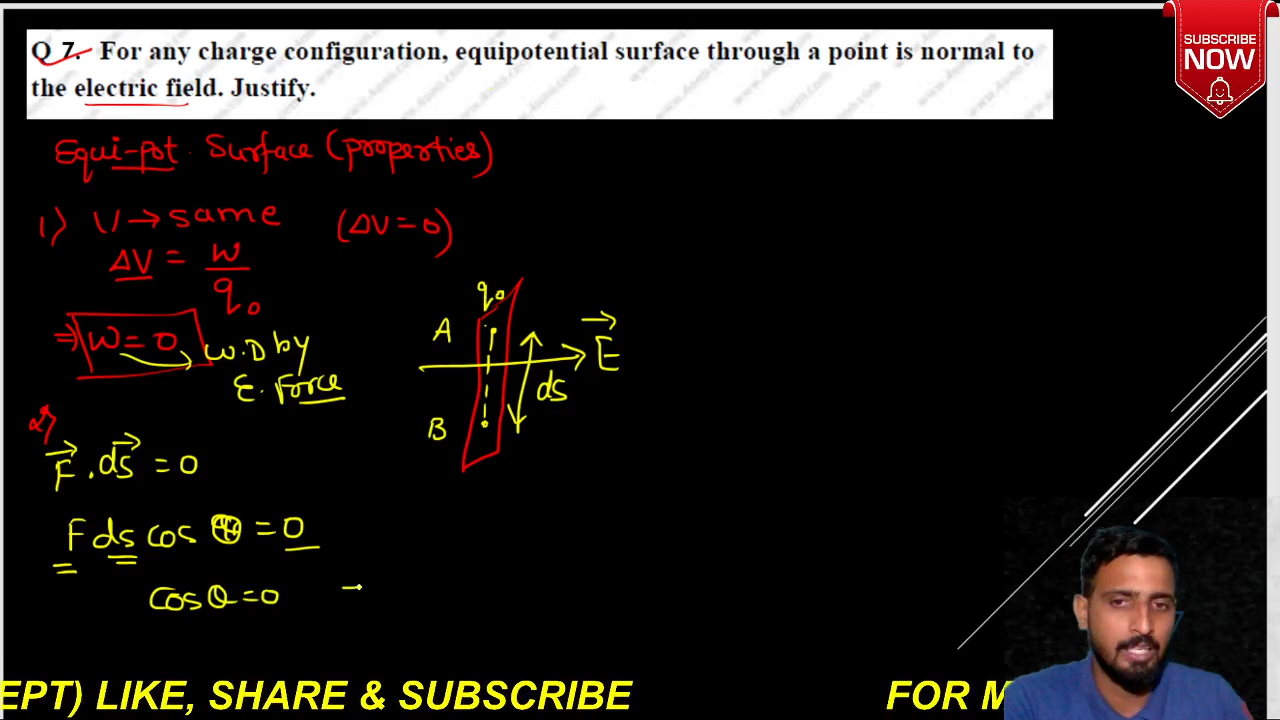 Q 7. For any charge configuration, equipotential surface through a point is normal to
the electric field. Justify.
SUBSCRIBE
NOW
Equi-pot. Surface (properties)
1) V → same (ΔV = 0)
ΔV = W / q₀
⇒ W = 0 → W.D by
E. Force
q₀
A
E
ds
B
2)
F . ds = 0
F ds cos θ = 0
cos θ = 0
EPT) LIKE, SHARE & SUBSCRIBE FOR M